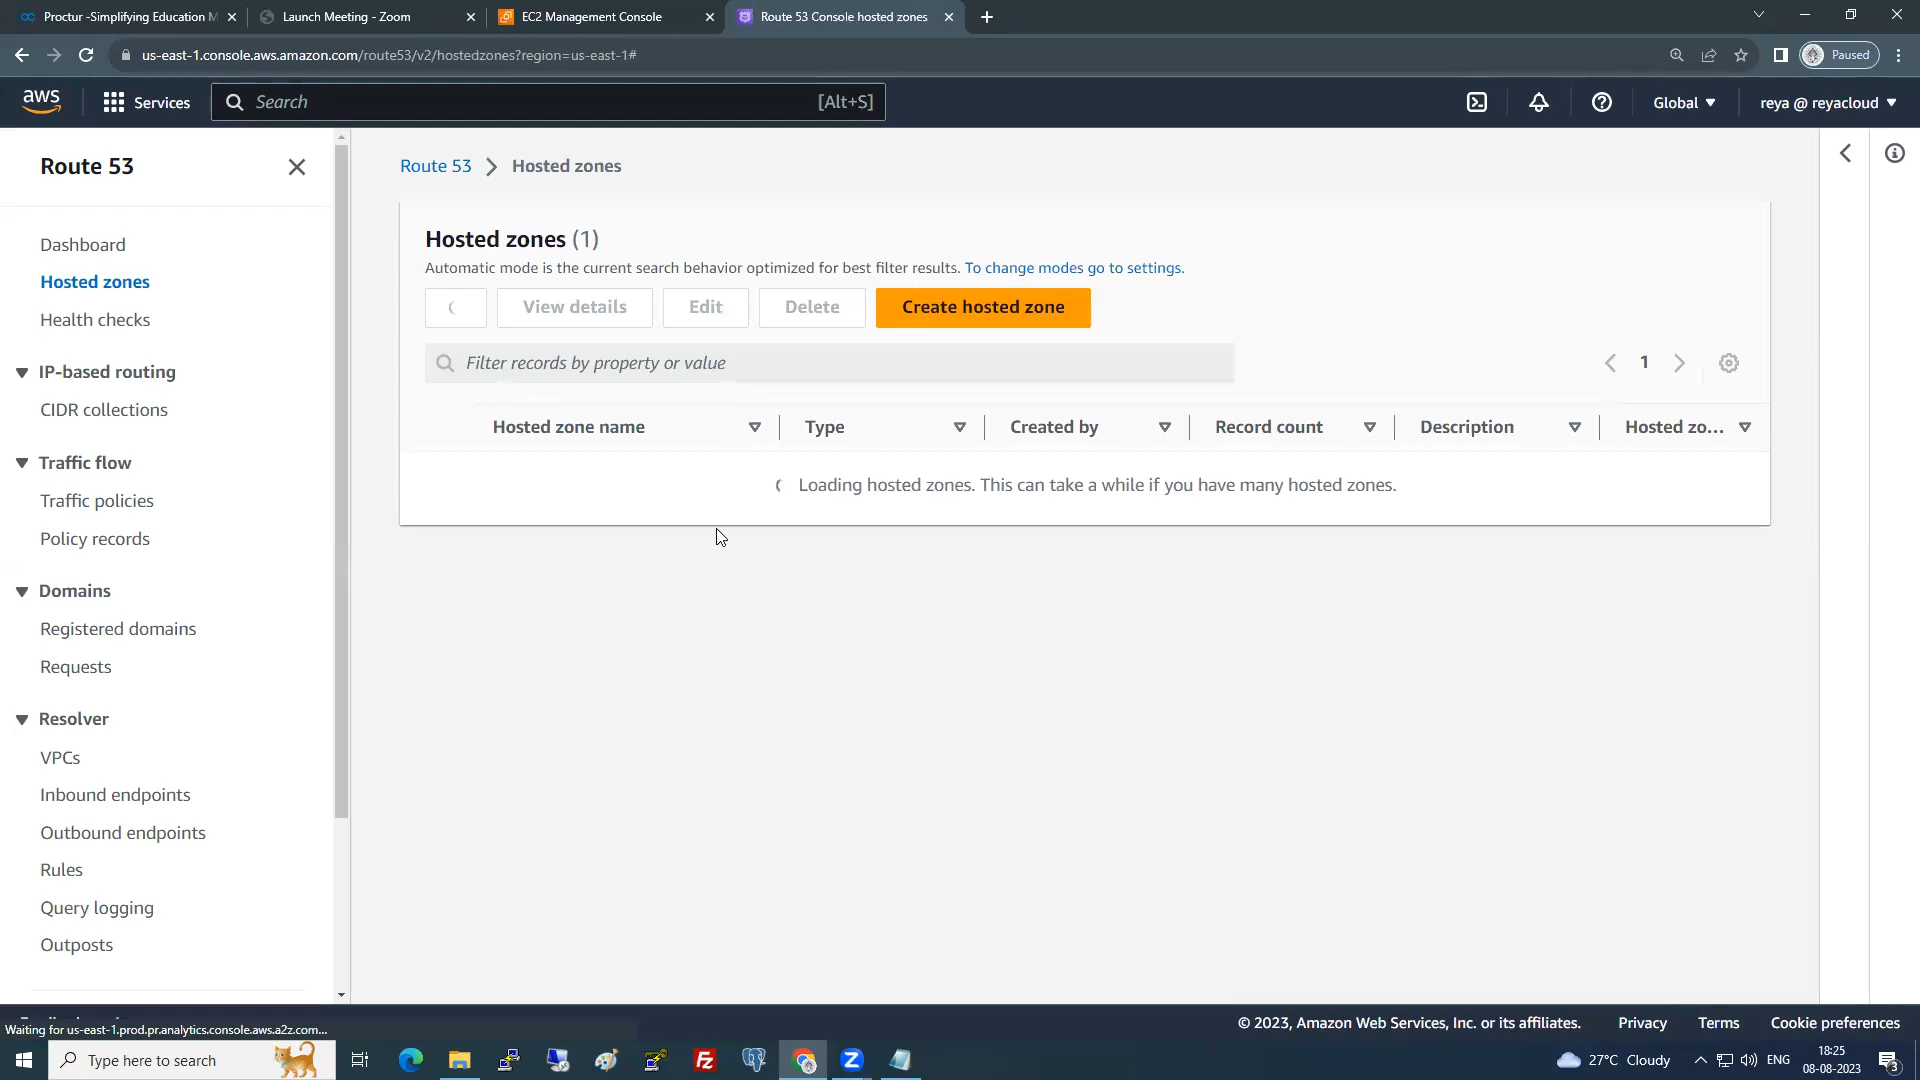 Proctur -Simplifying Education M
Launch Meeting - Zoom
EC2 Management Console
Route 53 Console hosted zones
us-east-1.console.aws.amazon.com/route53/v2/hostedzones?region=us-east-1#
Paused
aws
Services
Search
[Alt+S]
Global
reya @ reyacloud
Route 53
Dashboard
Hosted zones
Health checks
IP-based routing
CIDR collections
Traffic flow
Traffic policies
Policy records
Domains
Registered domains
Requests
Resolver
VPCs
Inbound endpoints
Outbound endpoints
Rules
Query logging
Outposts
Route 53 > Hosted zones
Hosted zones (1)
Automatic mode is the current search behavior optimized for best filter results. To change modes go to settings.
View details
Edit
Delete
Create hosted zone
Filter records by property or value
1
Hosted zone name
Type
Created by
Record count
Description
Hosted zo...
Loading hosted zones. This can take a while if you have many hosted zones.
Waiting for us-east-1.prod.pr.analytics.console.aws.a2z.com...
© 2023, Amazon Web Services, Inc. or its affiliates.
Privacy
Terms
Cookie preferences
Type here to search
27°C Cloudy
ENG
18:25
08-08-2023
3